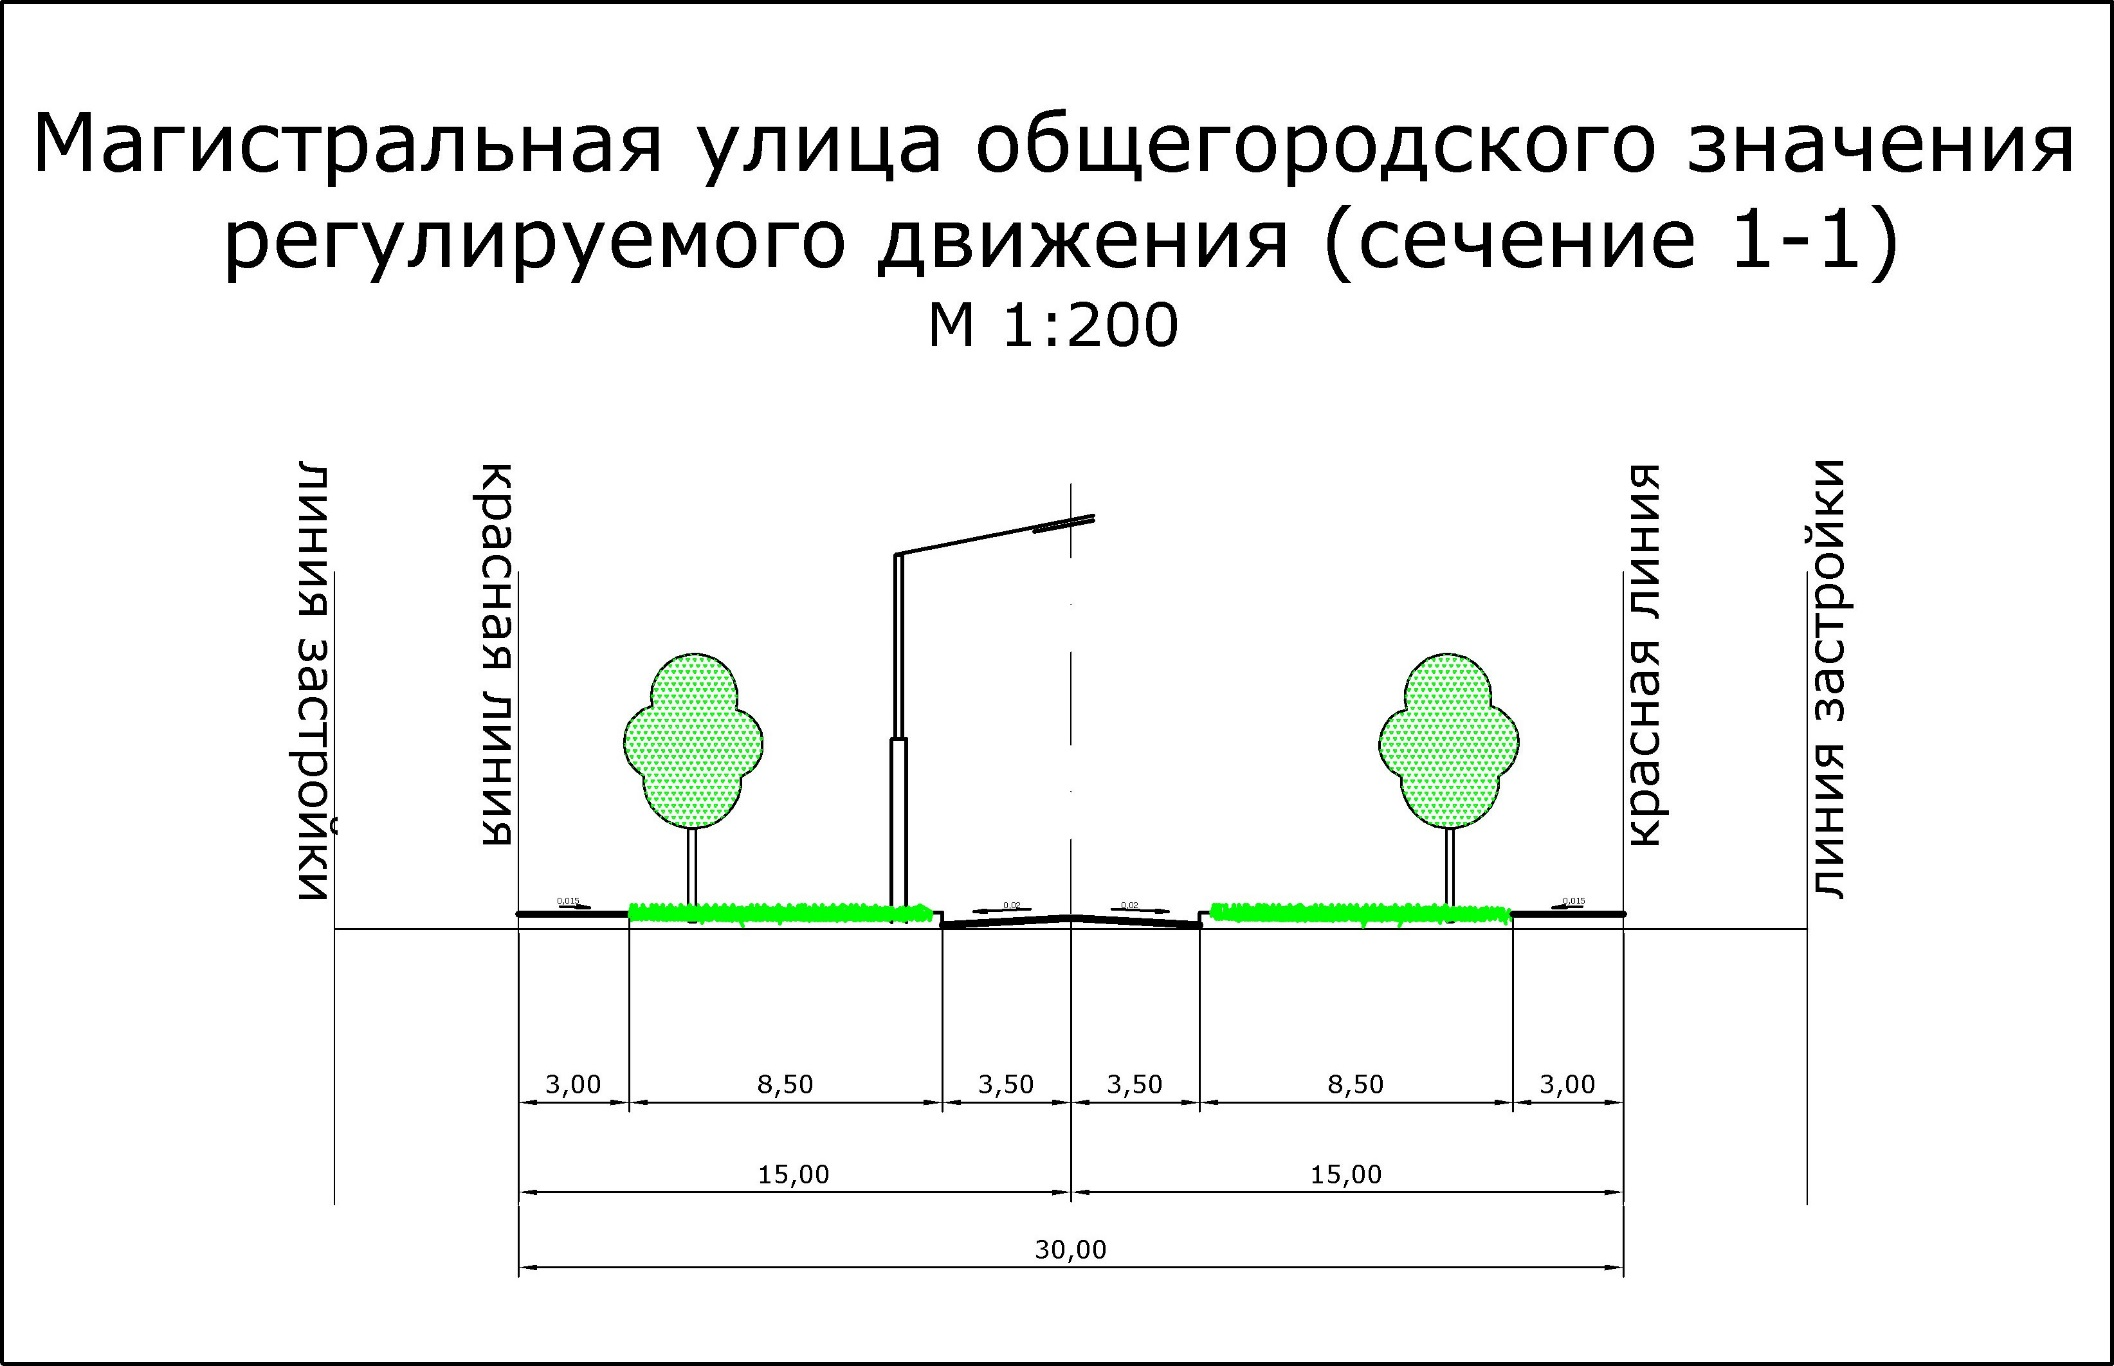 Магистральная улица общегородского значения
регулируемого движения (сечение 1-1)
М 1:200
линия застройки
красная линия
красная линия
линия застройки
0,015
0,02
0,02
0,015
3,00
8,50
3,50
3,50
8,50
3,00
15,00
15,00
30,00